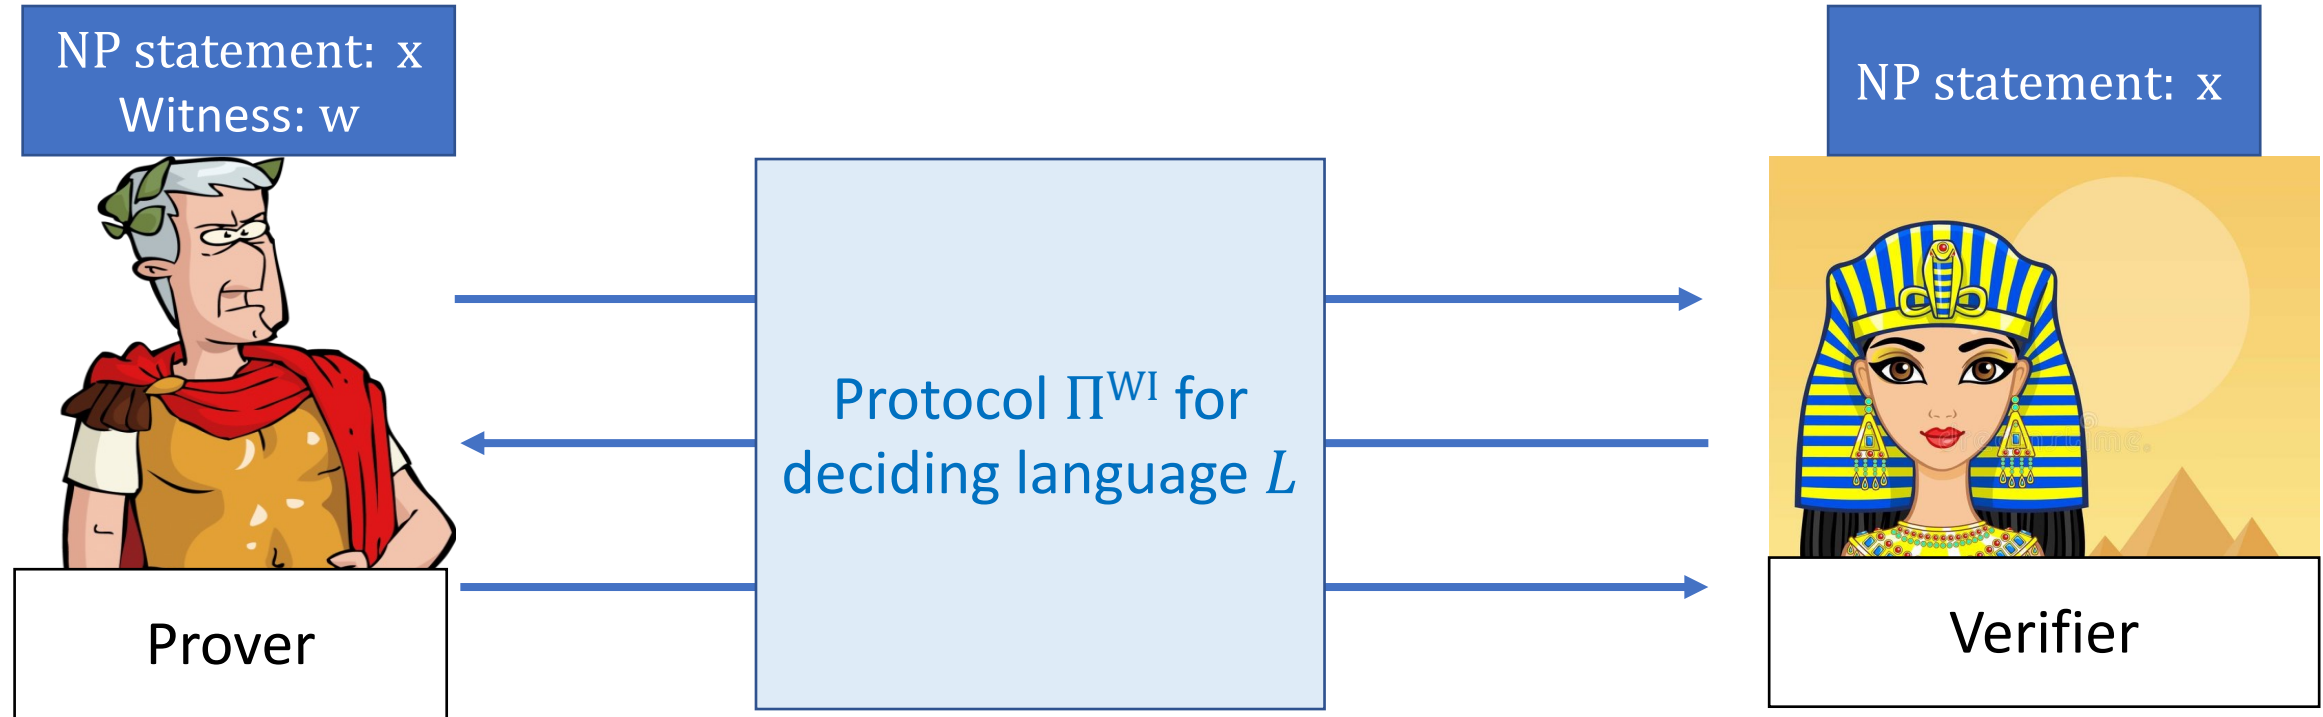 NP statement: x
Witness: w
NP statement: x
Protocol Π^WI for
deciding language L
Prover
Verifier